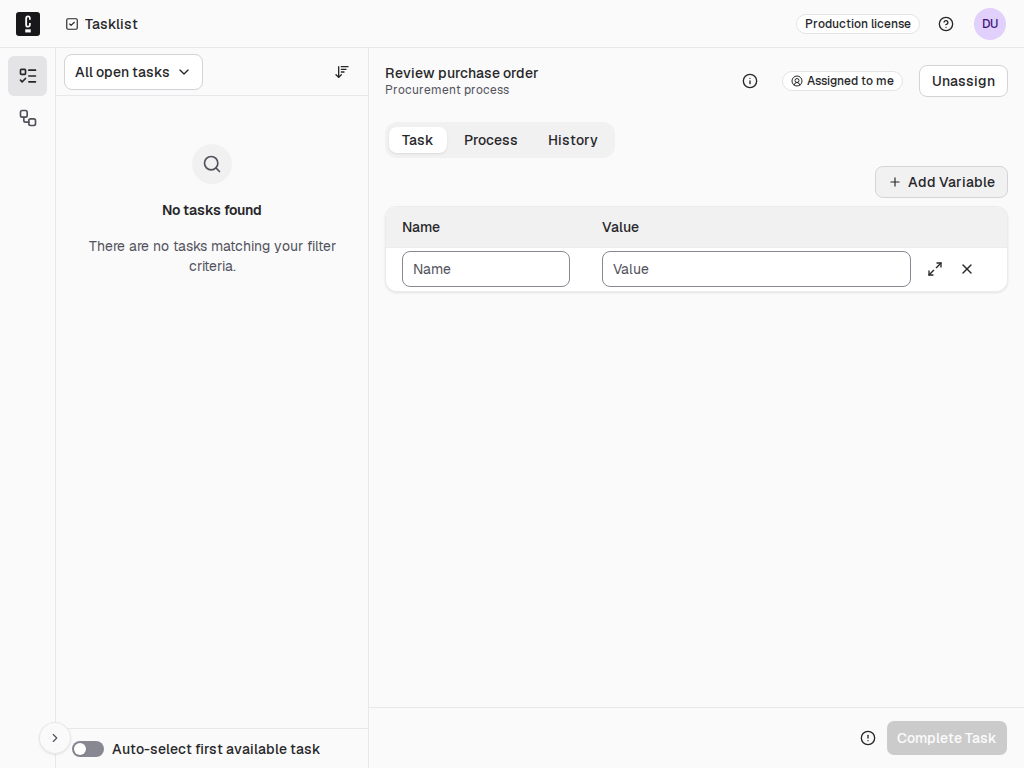 Tasklist
Production license
DU
All open tasks
No tasks found
There are no tasks matching your filter
criteria.
Auto-select first available task
Review purchase order
Procurement process
Assigned to me
Unassign
Task
Process
History
Add Variable
Name
Value
Name
Value
Complete Task